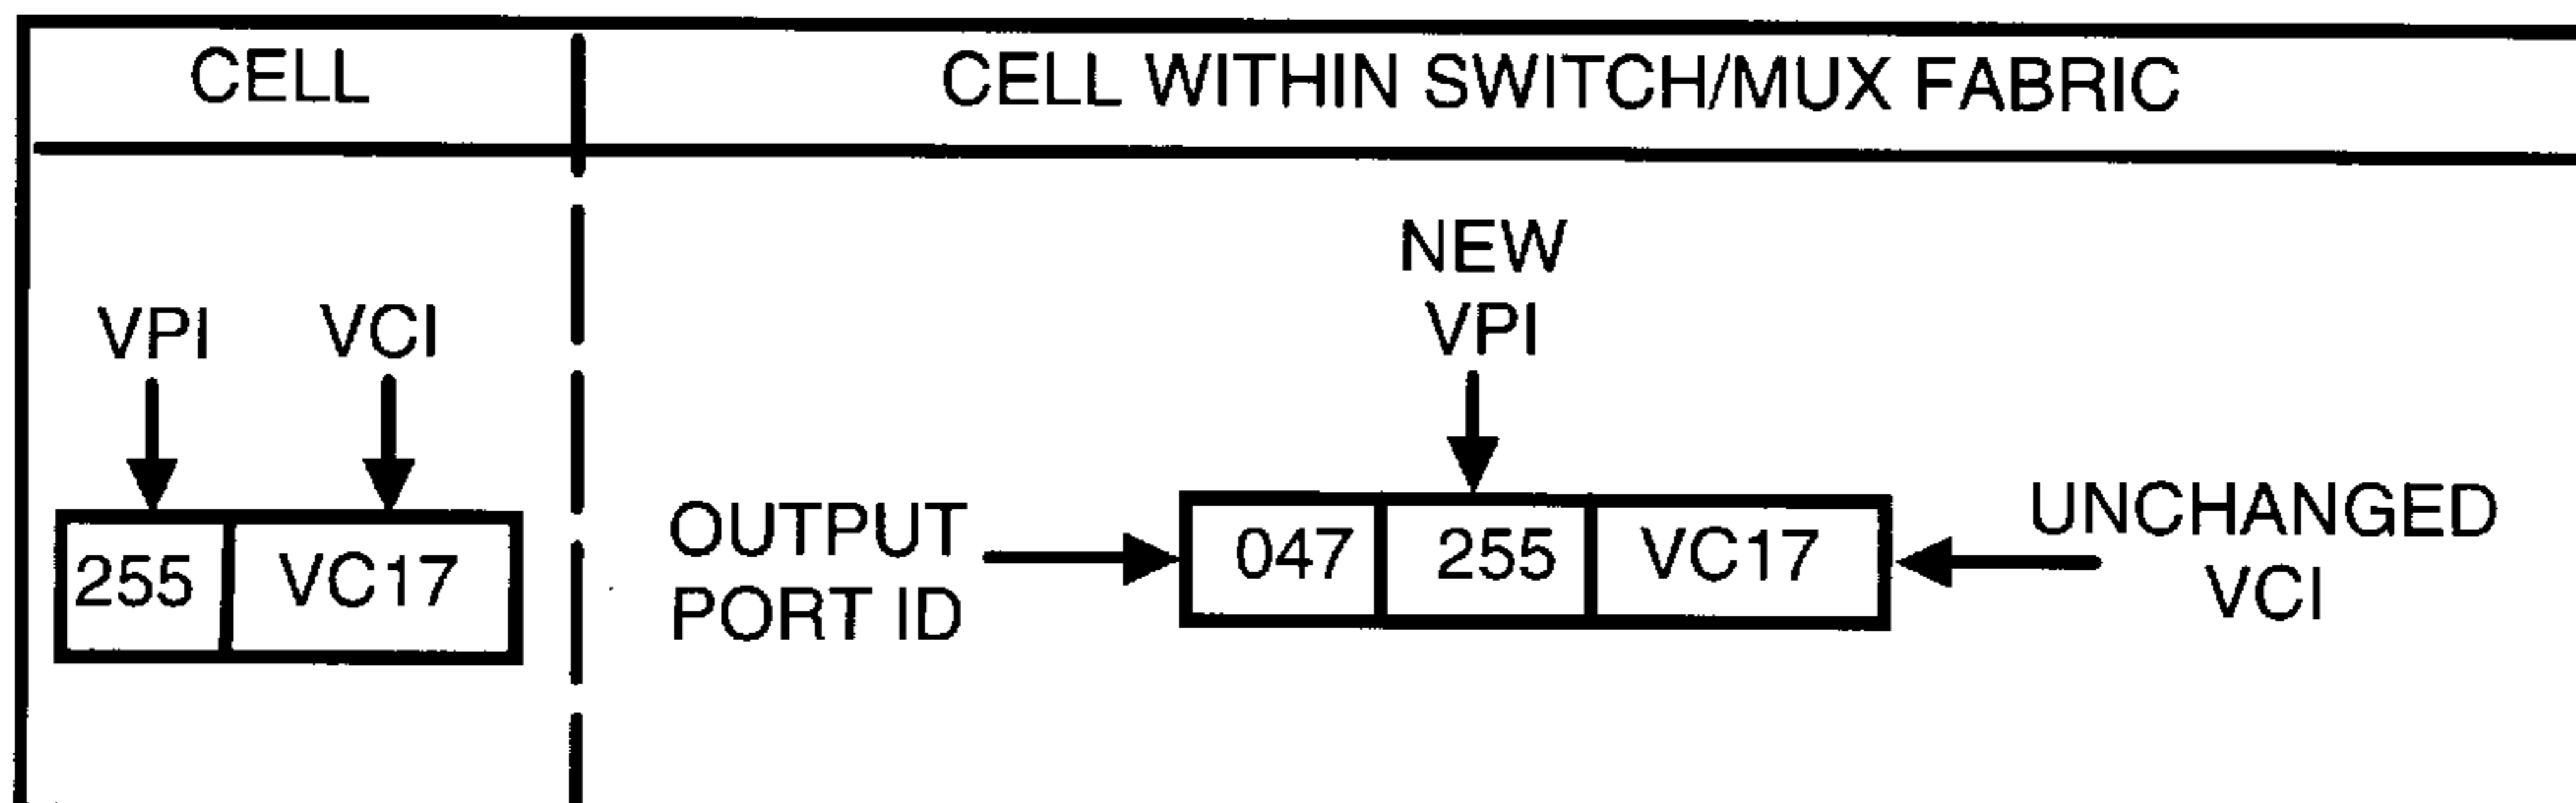 CELL
CELL WITHIN SWITCH/MUX FABRIC
VPI
VCI
255
VC17
NEW
VPI
OUTPUT
PORT ID
047
255
VC17
UNCHANGED
VCI